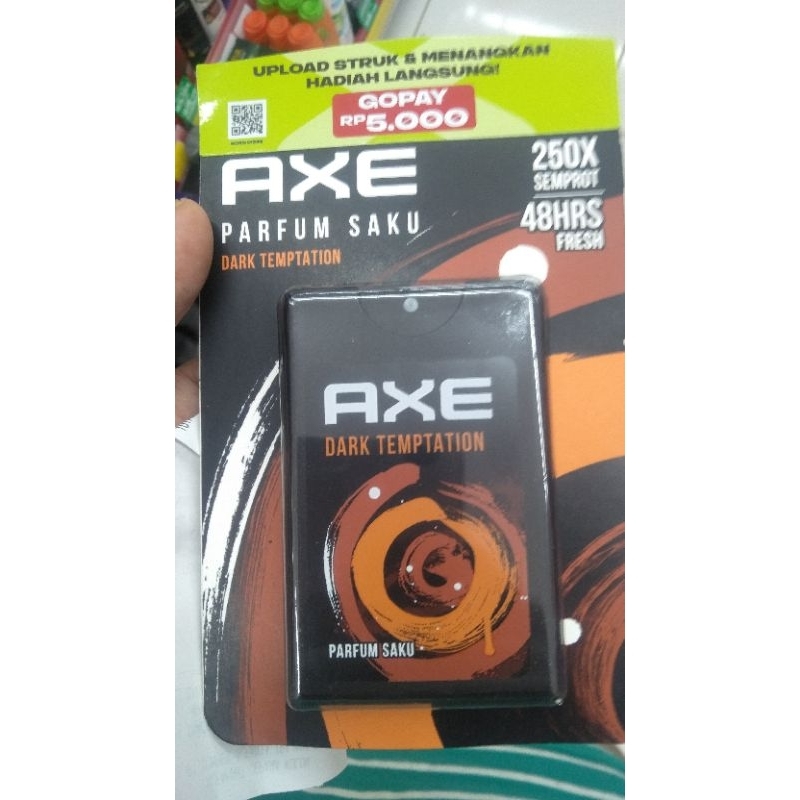 UPLOAD STRUK & MENANGKAN
HADIAH LANGSUNG!
GOPAY
RP5.000
AXE
PARFUM SAKU
DARK TEMPTATION
250X
SEMPROT
48HRS
FRESH
AXE
DARK TEMPTATION
PARFUM SAKU